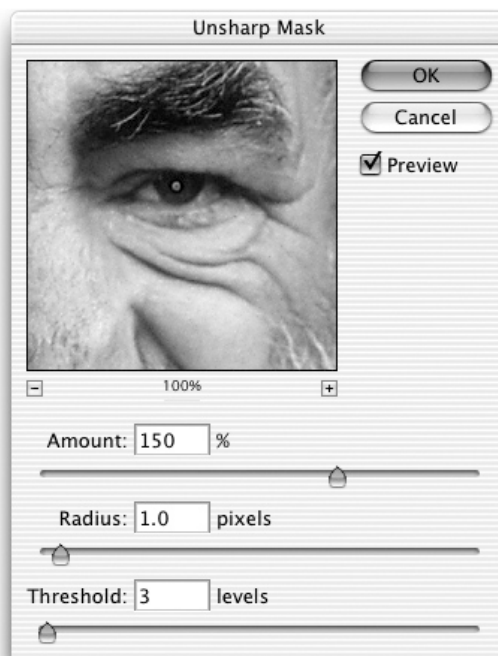 Unsharp Mask
OK
Cancel
Preview
100%
Amount: 150 %
Radius: 1.0 pixels
Threshold: 3 levels